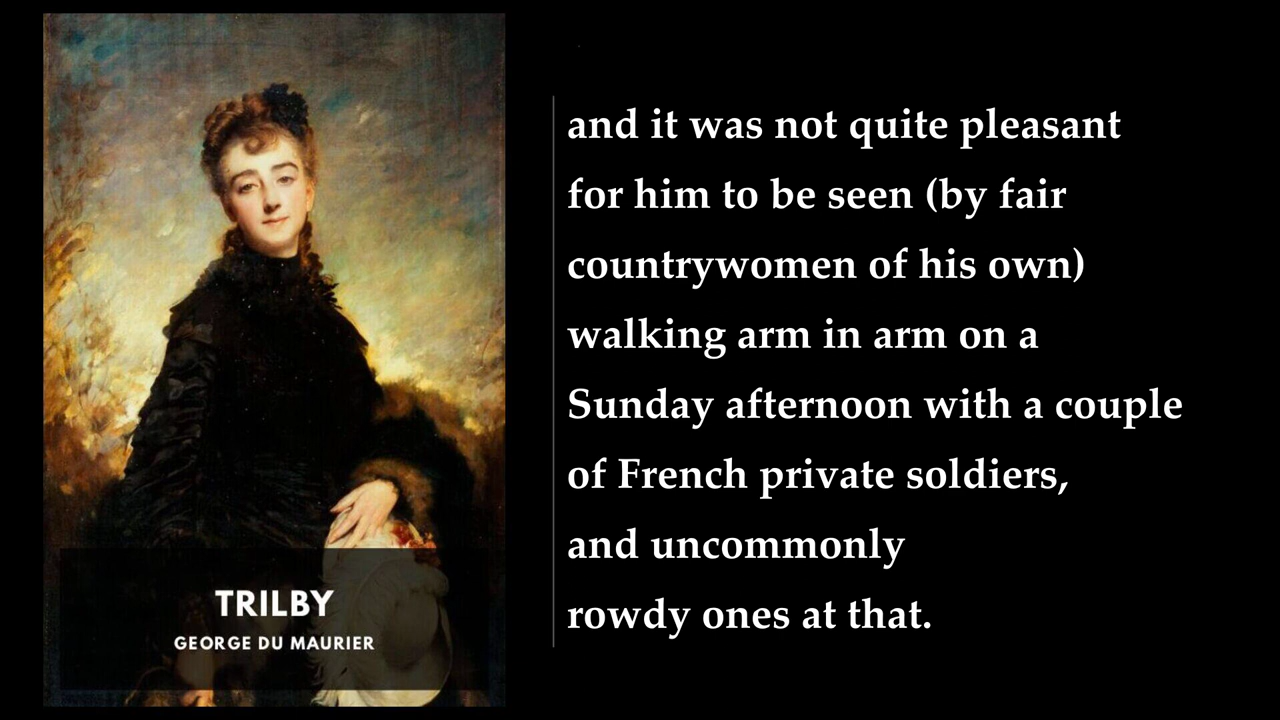 TRILBY
GEORGE DU MAURIER
and it was not quite pleasant
for him to be seen (by fair
countrywomen of his own)
walking arm in arm on a
Sunday afternoon with a couple
of French private soldiers,
and uncommonly
rowdy ones at that.